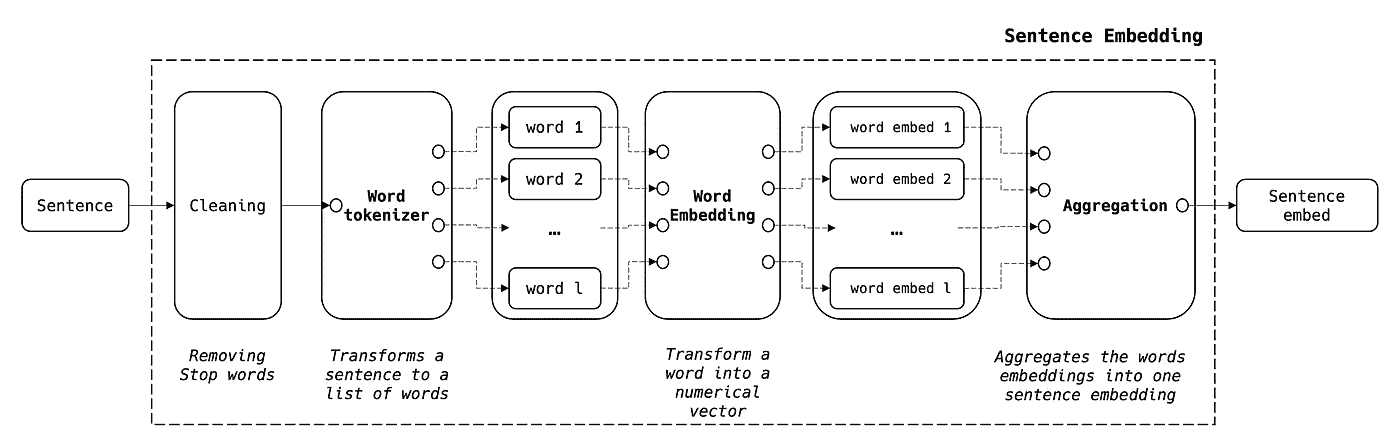 Sentence Embedding
Sentence
Cleaning
Word
tokenizer
word 1
word 2
…
word l
Word
Embedding
word embed 1
word embed 2
…
word embed l
Aggregation
Sentence
embed
Removing
Stop words
Transforms a
sentence to a
list of words
Transform a
word into a
numerical
vector
Aggregates the words
embeddings into one
sentence embedding